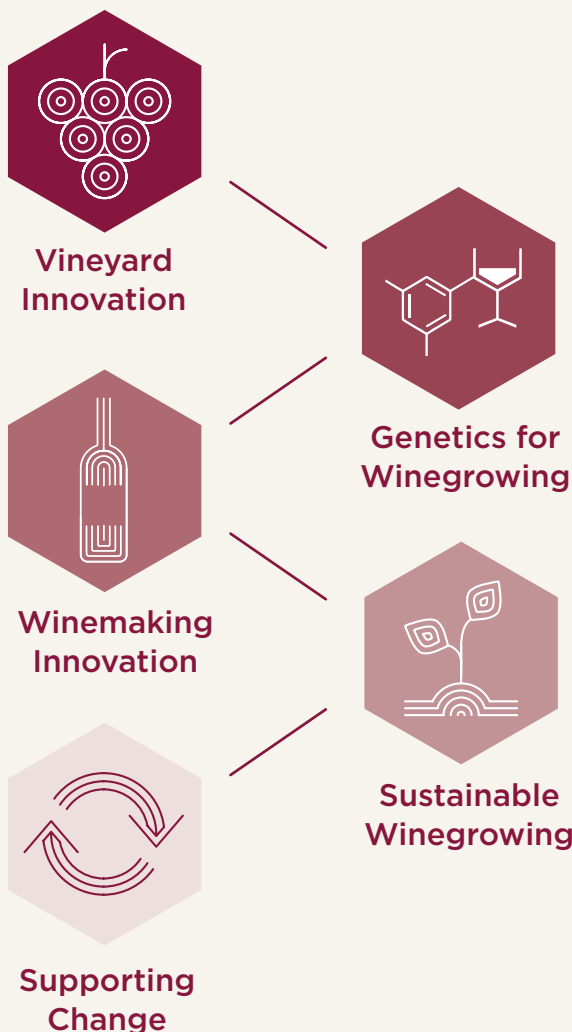 Vineyard
Innovation
Genetics for
Winegrowing
Winemaking
Innovation
Sustainable
Winegrowing
Supporting
Change